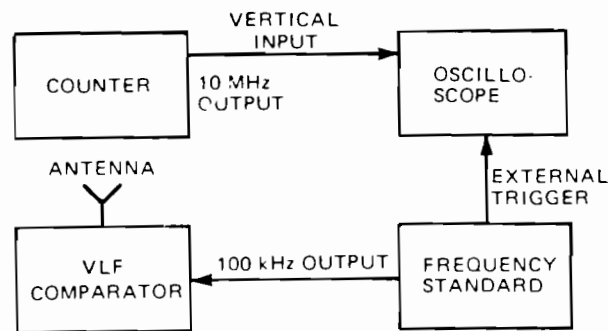 VERTICAL
INPUT
COUNTER
10 MHz
OUTPUT
OSCILLO-
SCOPE
ANTENNA
EXTERNAL
TRIGGER
VLF
COMPARATOR
100 kHz OUTPUT
FREQUENCY
STANDARD